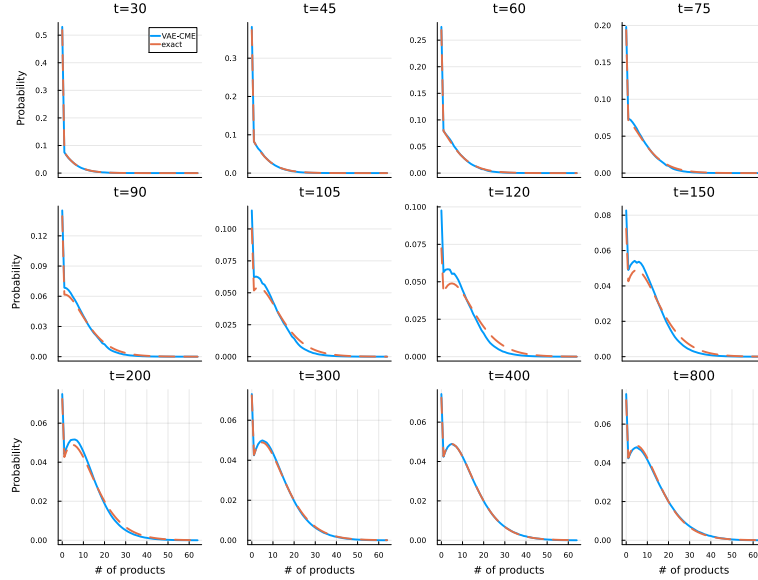 t=30 t=45 t=60 t=75
VAE-CME
exact
Probability
0.5 0.3 0.25 0.20
0.4 0.20 0.15
0.3 0.2 0.15 0.10
0.2 0.1 0.10 0.05
0.1 0.05
0.0 0.0 0.00 0.00
t=90 t=105 t=120 t=150
Probability
0.12 0.100 0.100 0.08
0.09 0.075 0.075 0.06
0.06 0.050 0.050 0.04
0.03 0.025 0.025 0.02
0.00 0.000 0.000 0.00
t=200 t=300 t=400 t=800
Probability
0.06 0.06 0.06 0.06
0.04 0.04 0.04 0.04
0.02 0.02 0.02 0.02
0.00 0.00 0.00 0.00
0 10 20 30 40 50 60 0 10 20 30 40 50 60 0 10 20 30 40 50 60 0 10 20 30 40 50 60
# of products # of products # of products # of products